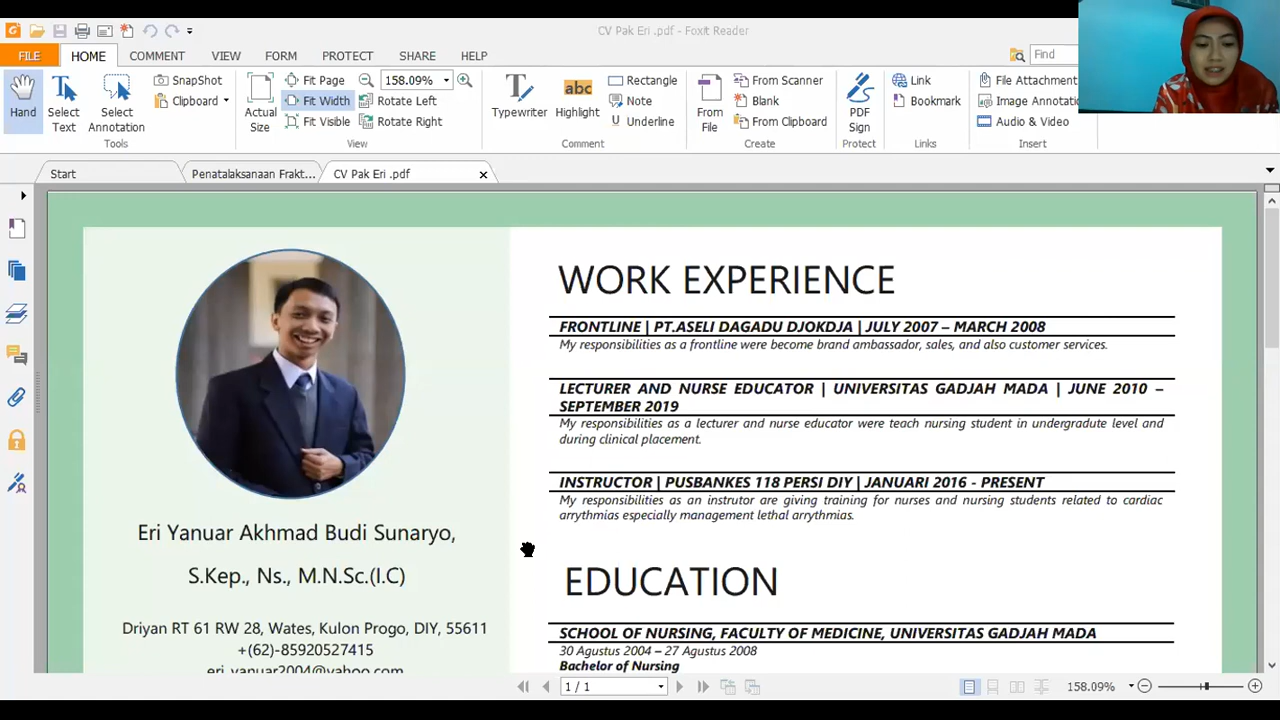 CV Pak Eri .pdf - Foxit Reader
FILE HOME COMMENT VIEW FORM PROTECT SHARE HELP Find
Hand
Select Text
Select Annotation
SnapShot
Clipboard
Tools
Actual Size
Fit Page
Fit Width
Fit Visible
158.09%
Rotate Left
Rotate Right
View
Typewriter
abc
Highlight
Rectangle
Note
Underline
Comment
From File
From Scanner
Blank
From Clipboard
Create
PDF Sign
Protect
Link
Bookmark
Links
File Attachment
Image Annotatio
Audio & Video
Insert
Start
Penatalaksanaan Frakt...
CV Pak Eri .pdf
Eri Yanuar Akhmad Budi Sunaryo,
S.Kep., Ns., M.N.Sc.(I.C)
Driyan RT 61 RW 28, Wates, Kulon Progo, DIY, 55611
+(62)-85920527415
eri_yanuar2004@yahoo.com
WORK EXPERIENCE
FRONTLINE | PT.ASELI DAGADU DJOKDJA | JULY 2007 – MARCH 2008
My responsibilities as a frontline were become brand ambassador, sales, and also customer services.
LECTURER AND NURSE EDUCATOR | UNIVERSITAS GADJAH MADA | JUNE 2010 –
SEPTEMBER 2019
My responsibilities as a lecturer and nurse educator were teach nursing student in undergraduate level and
during clinical placement.
INSTRUCTOR | PUSBANKES 118 PERSI DIY | JANUARI 2016 - PRESENT
My responsibilities as an instrutor are giving training for nurses and nursing students related to cardiac
arrythmias especially management lethal arrythmias.
EDUCATION
SCHOOL OF NURSING, FACULTY OF MEDICINE, UNIVERSITAS GADJAH MADA
30 Agustus 2004 – 27 Agustus 2008
Bachelor of Nursing
1 / 1
158.09%